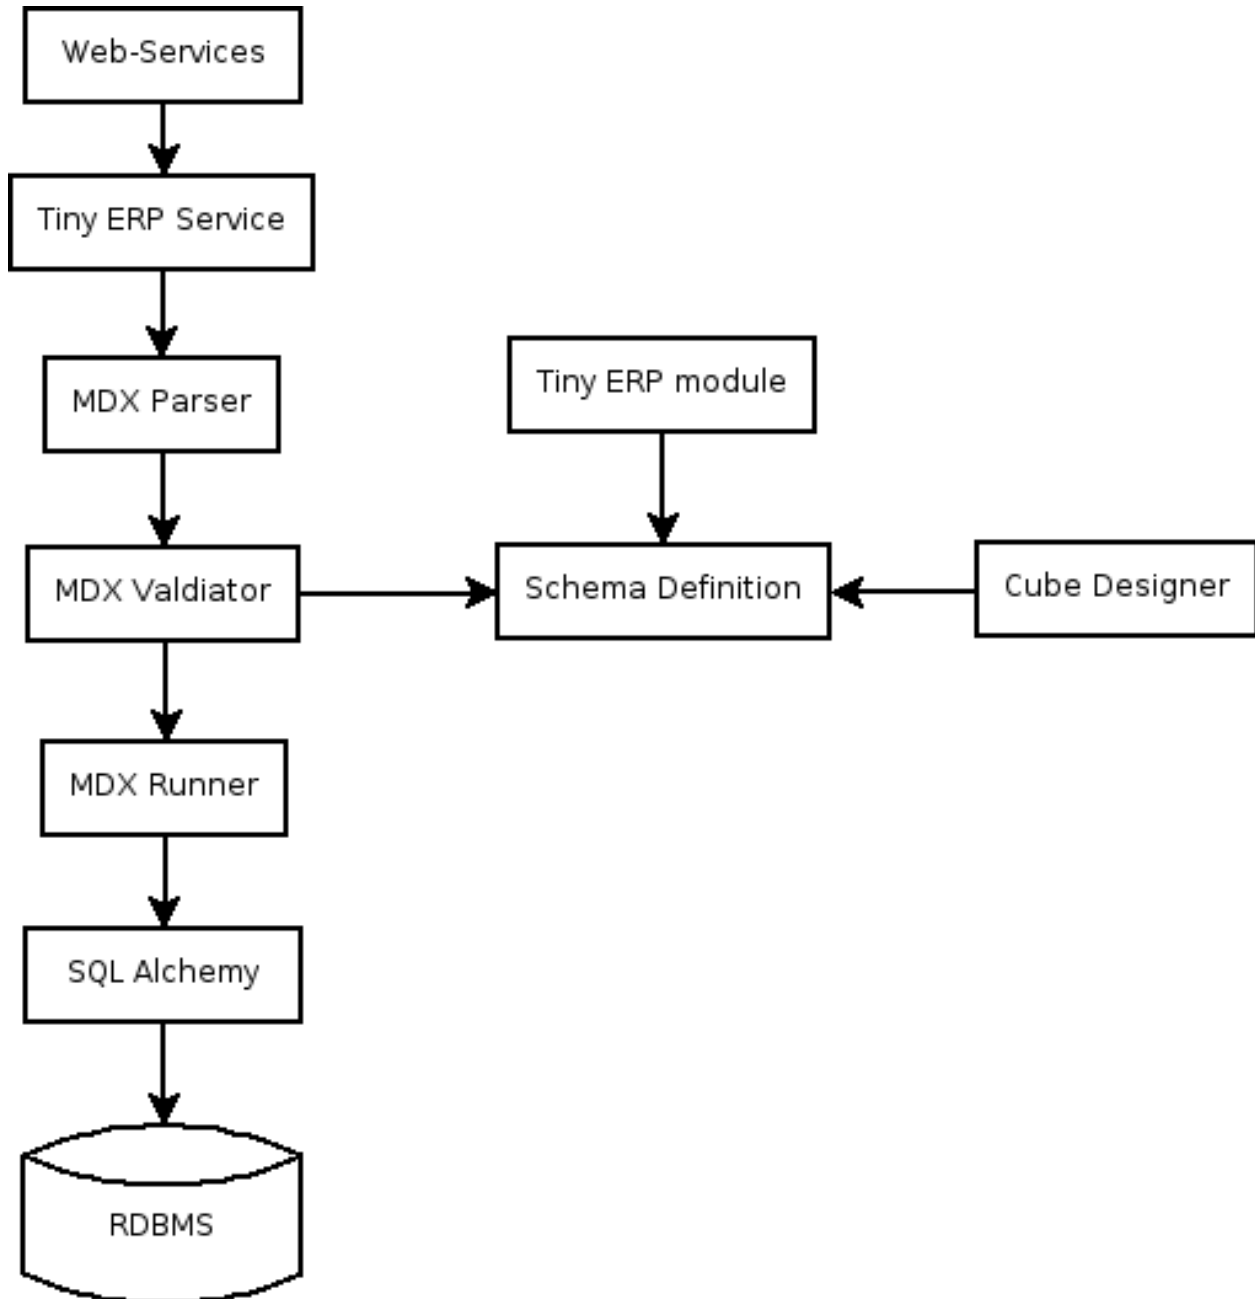 Web-Services
Tiny ERP Service
MDX Parser
Tiny ERP module
MDX Valdiator
Schema Definition
Cube Designer
MDX Runner
SQL Alchemy
RDBMS